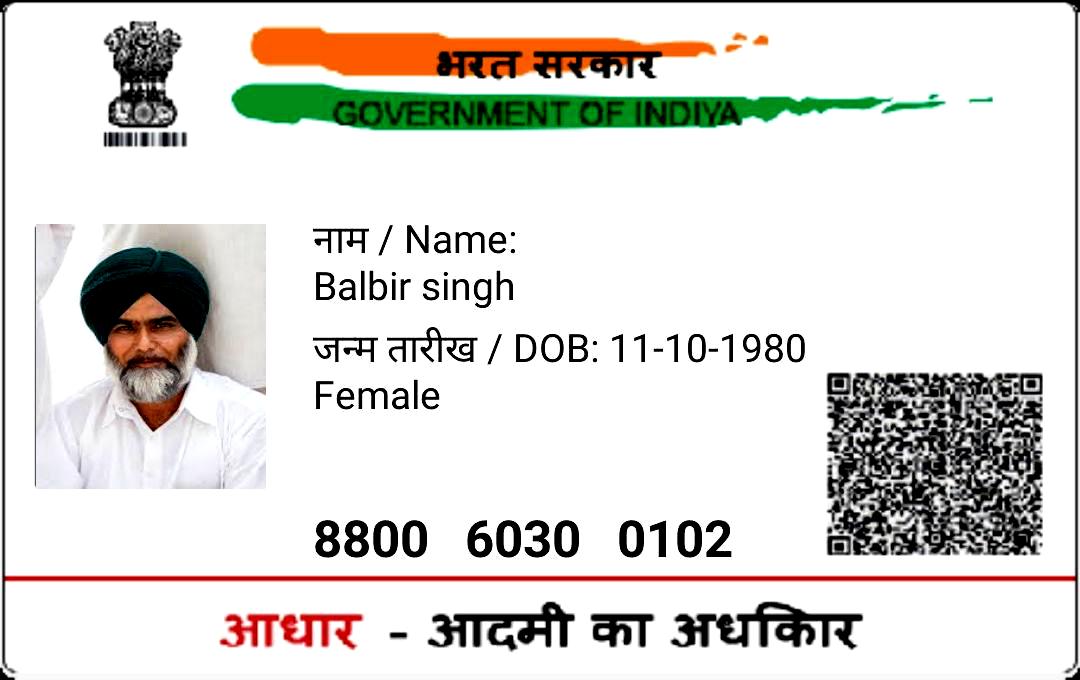 भरत सरकार
GOVERNMENT OF INDIYA
नाम / Name:
Balbir singh
जन्म तारीख / DOB: 11-10-1980
Female
8800 6030 0102
आधार - आदमी का अधकिार